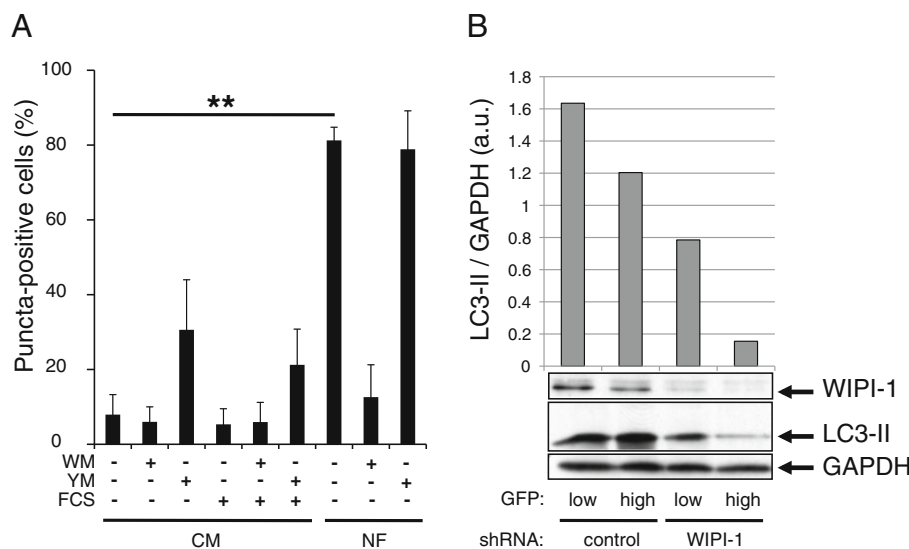 A
Puncta-positive cells (%)
100
80
60
40
20
0
**
WM - + - - + - - + -
YM - - + - - + - - +
FCS - - - + + + - - -
CM NF
B
LC3-II / GAPDH (a.u.)
1.8
1.6
1.4
1.2
1
0.8
0.6
0.4
0.2
0
WIPI-1
LC3-II
GAPDH
GFP: low high low high
shRNA: control WIPI-1